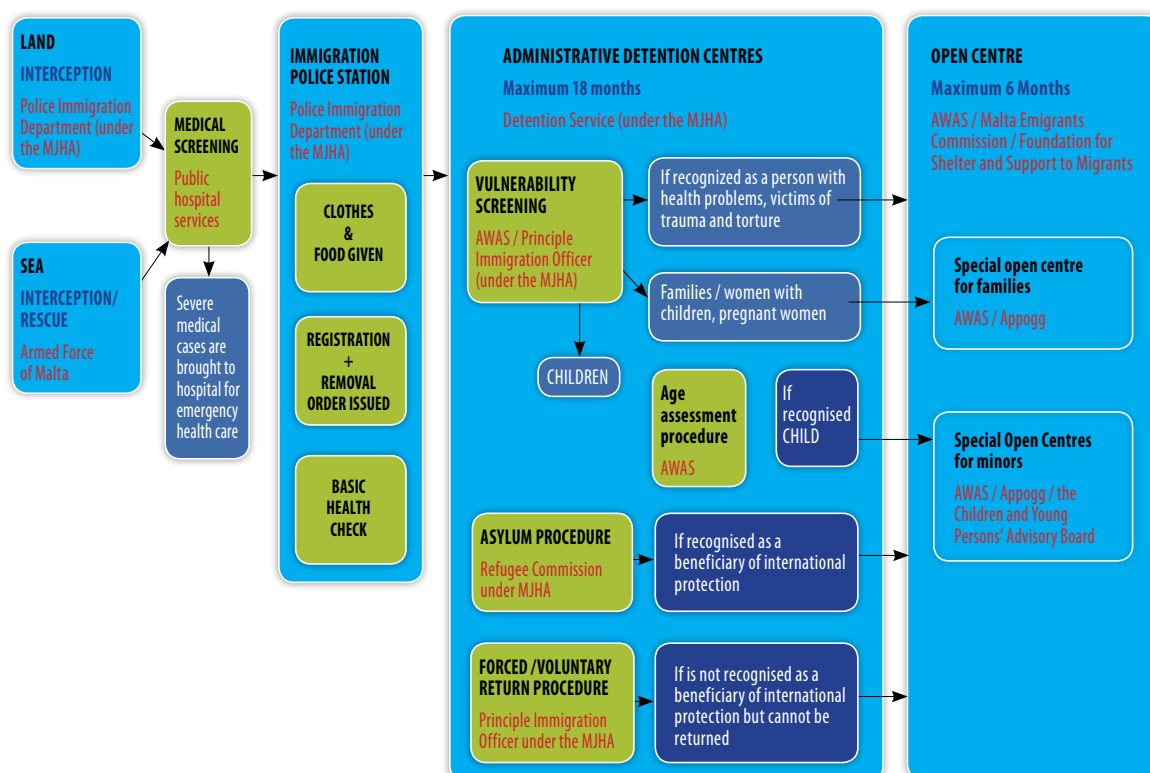 LAND
INTERCEPTION
Police Immigration
Department (under
the MJHA)
SEA
INTERCEPTION/
RESCUE
Armed Force
of Malta
MEDICAL
SCREENING
Public
hospital
services
Severe
medical
cases are
brought to
hospital for
emergency
health care
IMMIGRATION
POLICE STATION
Police Immigration
Department (under
the MJHA)
CLOTHES
&
FOOD GIVEN
REGISTRATION
+
REMOVAL
ORDER ISSUED
BASIC
HEALTH
CHECK
ADMINISTRATIVE DETENTION CENTRES
Maximum 18 months
Detention Service (under the MJHA)
VULNERABILITY
SCREENING
AWAS / Principle
Immigration Officer
(under the MJHA)
If recognized as a person with
health problems, victims of
trauma and torture
Families / women with
children, pregnant women
CHILDREN
Age
assessment
procedure
AWAS
If
recognised
CHILD
ASYLUM PROCEDURE
Refugee Commission
under MJHA
If recognised as a
beneficiary of international
protection
FORCED /VOLUNTARY
RETURN PROCEDURE
Principle Immigration
Officer under the MJHA
If is not recognised as a
beneficiary of international
protection but cannot be
returned
OPEN CENTRE
Maximum 6 Months
AWAS / Malta Emigrants
Commission / Foundation for
Shelter and Support to Migrants
Special open centre
for families
AWAS / Appogg
Special Open Centres
for minors
AWAS / Appogg / the
Children and Young
Persons' Advisory Board